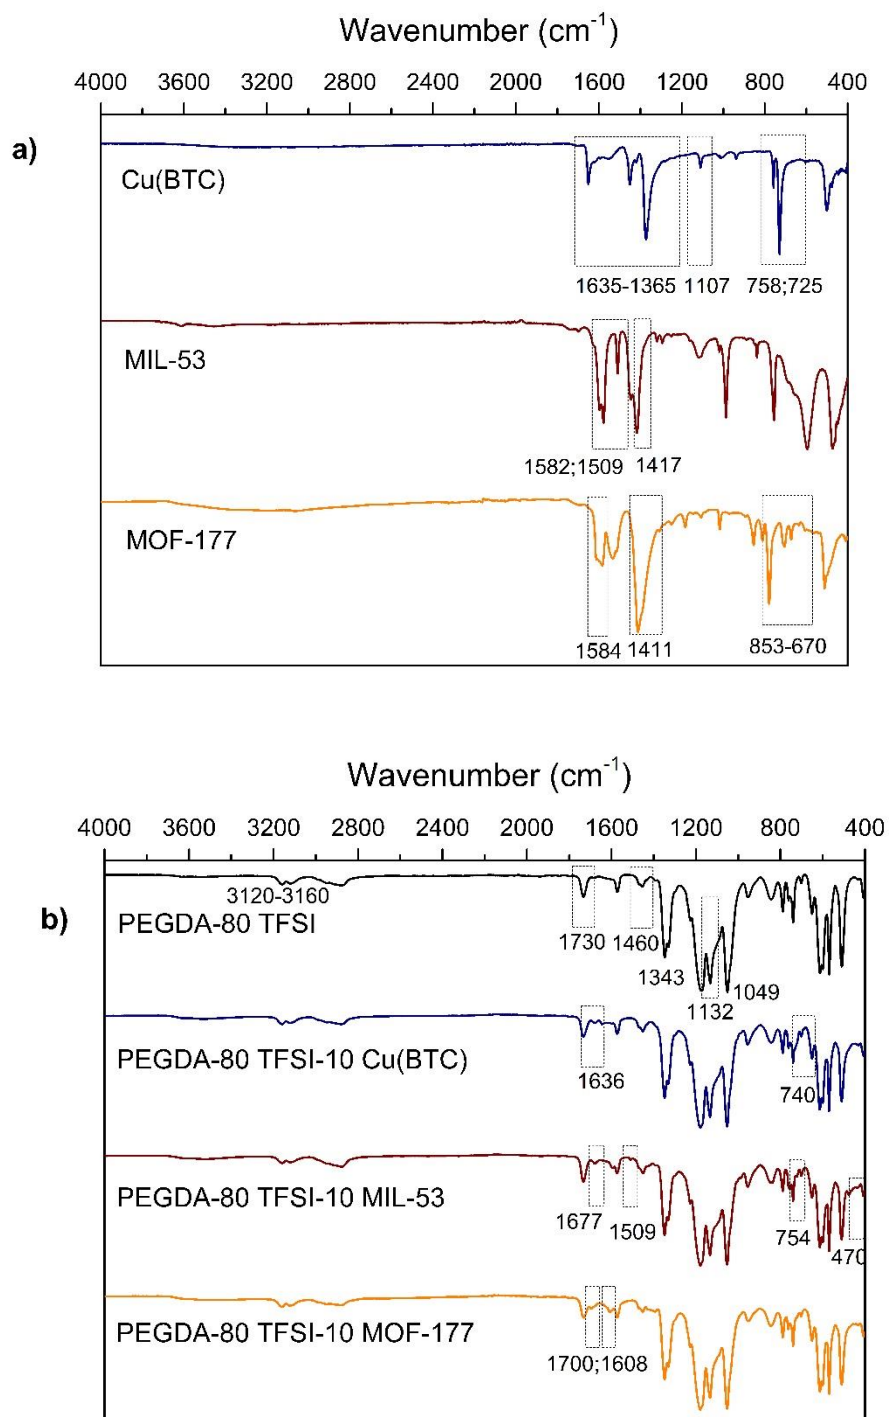 Wavenumber (cm⁻¹)
4000 3600 3200 2800 2400 2000 1600 1200 800 400
a)
Cu(BTC)
1635-1365 1107 758;725
MIL-53
1582;1509 1417
MOF-177
1584 1411 853-670
Wavenumber (cm⁻¹)
4000 3600 3200 2800 2400 2000 1600 1200 800 400
3120-3160
b)
PEGDA-80 TFSI
1730 1460
1343 1049
1132
PEGDA-80 TFSI-10 Cu(BTC)
1636 740
PEGDA-80 TFSI-10 MIL-53
1677 1509 754 470
PEGDA-80 TFSI-10 MOF-177
1700;1608